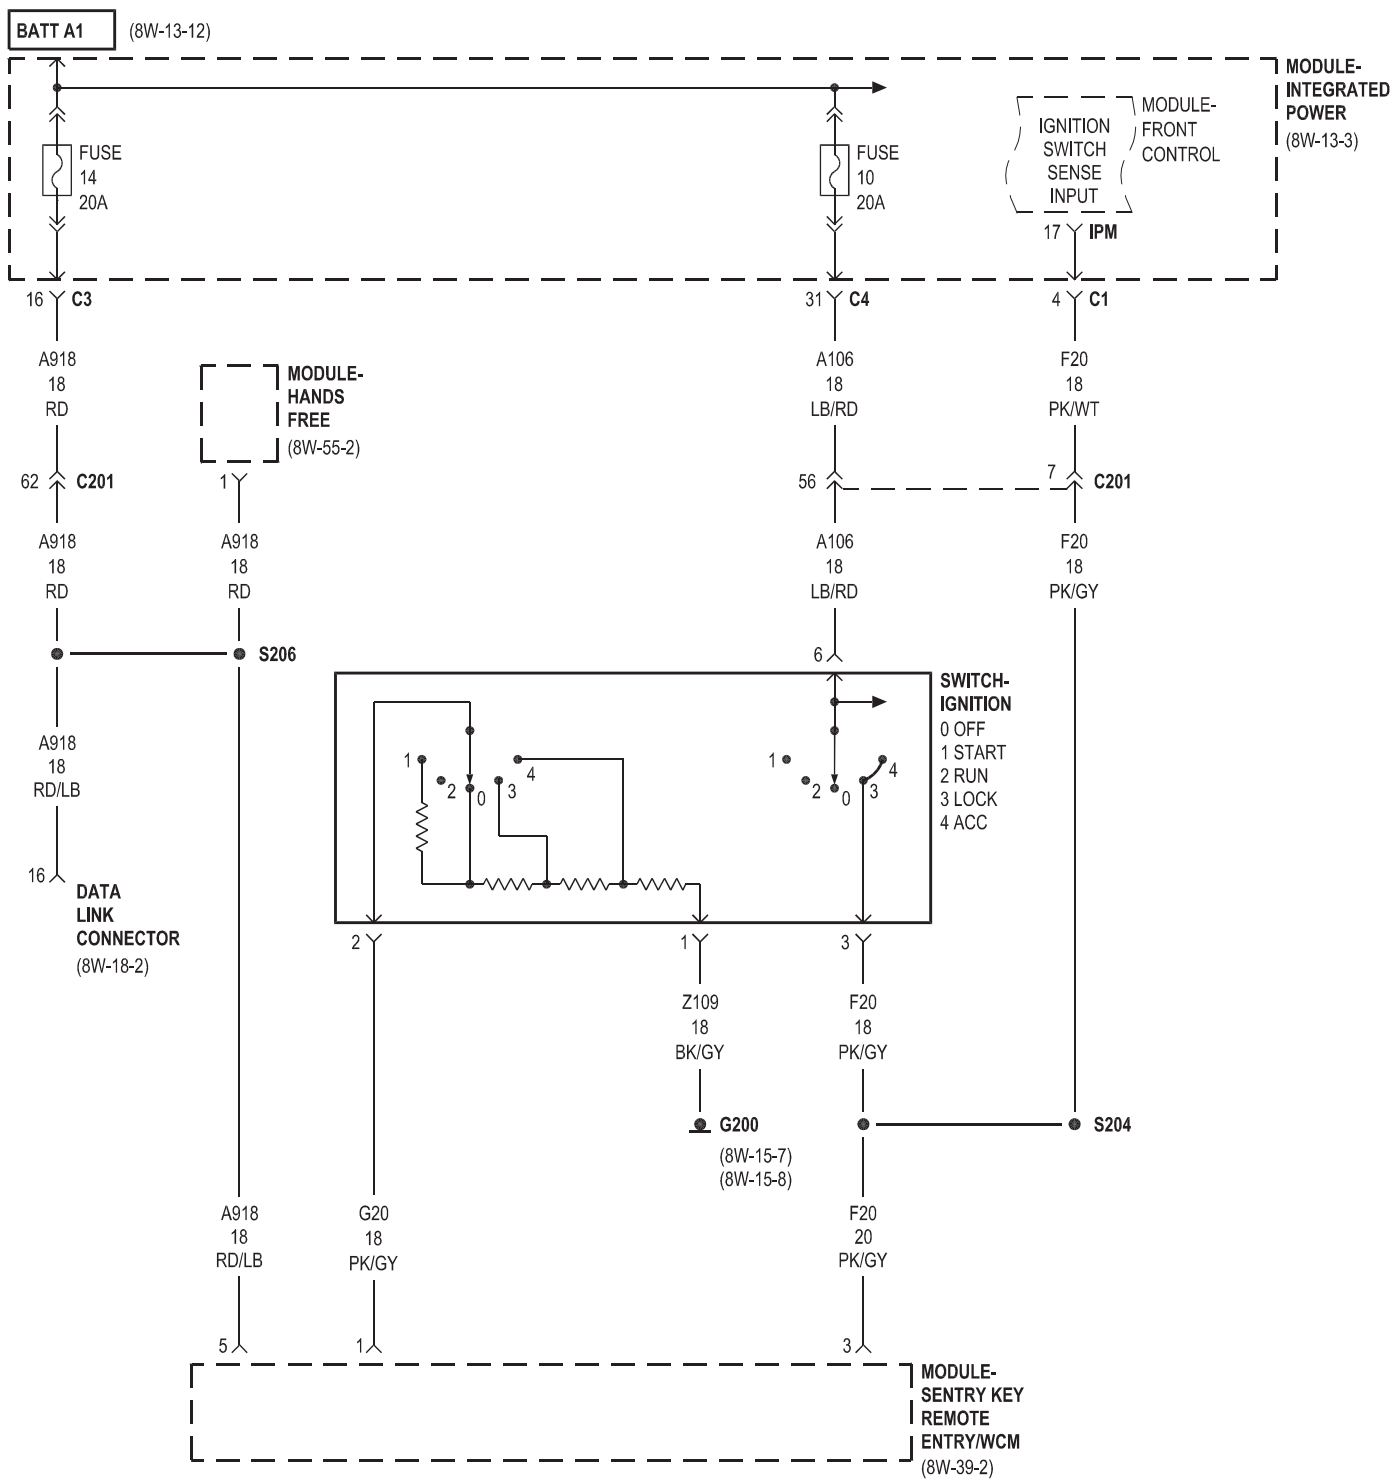 BATT A1 (8W-13-12)
MODULE-
INTEGRATED
POWER
(8W-13-3)
FUSE
14
20A
FUSE
10
20A
IGNITION
SWITCH
SENSE
INPUT
MODULE-
FRONT
CONTROL
17 IPM
16 C3
31 C4
4 C1
A918
18
RD
MODULE-
HANDS
FREE
(8W-55-2)
A106
18
LB/RD
F20
18
PK/WT
62 C201
1
56
7
C201
A918
18
RD
A918
18
RD
A106
18
LB/RD
F20
18
PK/GY
S206
6
SWITCH-
IGNITION
0 OFF
1 START
2 RUN
3 LOCK
4 ACC
1
2
0
3
4
1
2
0
3
4
A918
18
RD/LB
16
DATA
LINK
CONNECTOR
(8W-18-2)
2
1
3
Z109
18
BK/GY
F20
18
PK/GY
G200
(8W-15-7)
(8W-15-8)
S204
A918
18
RD/LB
G20
18
PK/GY
F20
20
PK/GY
5
1
3
MODULE-
SENTRY KEY
REMOTE
ENTRY/WCM
(8W-39-2)